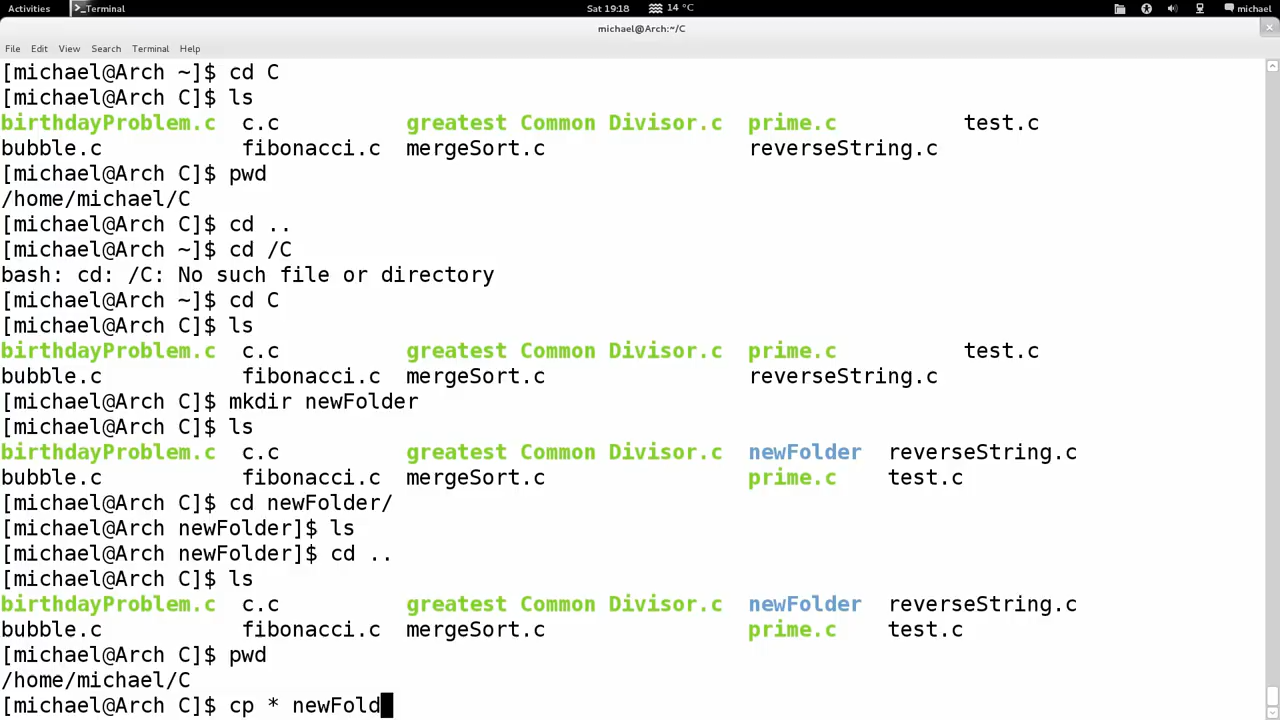 Activities >_Terminal Sat 19:18 14 °C michael
michael@Arch:~/C
File Edit View Search Terminal Help
[michael@Arch ~]$ cd C
[michael@Arch C]$ ls
birthdayProblem.c c.c greatest Common Divisor.c prime.c test.c
bubble.c fibonacci.c mergeSort.c reverseString.c
[michael@Arch C]$ pwd
/home/michael/C
[michael@Arch C]$ cd ..
[michael@Arch ~]$ cd /C
bash: cd: /C: No such file or directory
[michael@Arch ~]$ cd C
[michael@Arch C]$ ls
birthdayProblem.c c.c greatest Common Divisor.c prime.c test.c
bubble.c fibonacci.c mergeSort.c reverseString.c
[michael@Arch C]$ mkdir newFolder
[michael@Arch C]$ ls
birthdayProblem.c c.c greatest Common Divisor.c newFolder reverseString.c
bubble.c fibonacci.c mergeSort.c prime.c test.c
[michael@Arch C]$ cd newFolder/
[michael@Arch newFolder]$ ls
[michael@Arch newFolder]$ cd ..
[michael@Arch C]$ ls
birthdayProblem.c c.c greatest Common Divisor.c newFolder reverseString.c
bubble.c fibonacci.c mergeSort.c prime.c test.c
[michael@Arch C]$ pwd
/home/michael/C
[michael@Arch C]$ cp * newFold